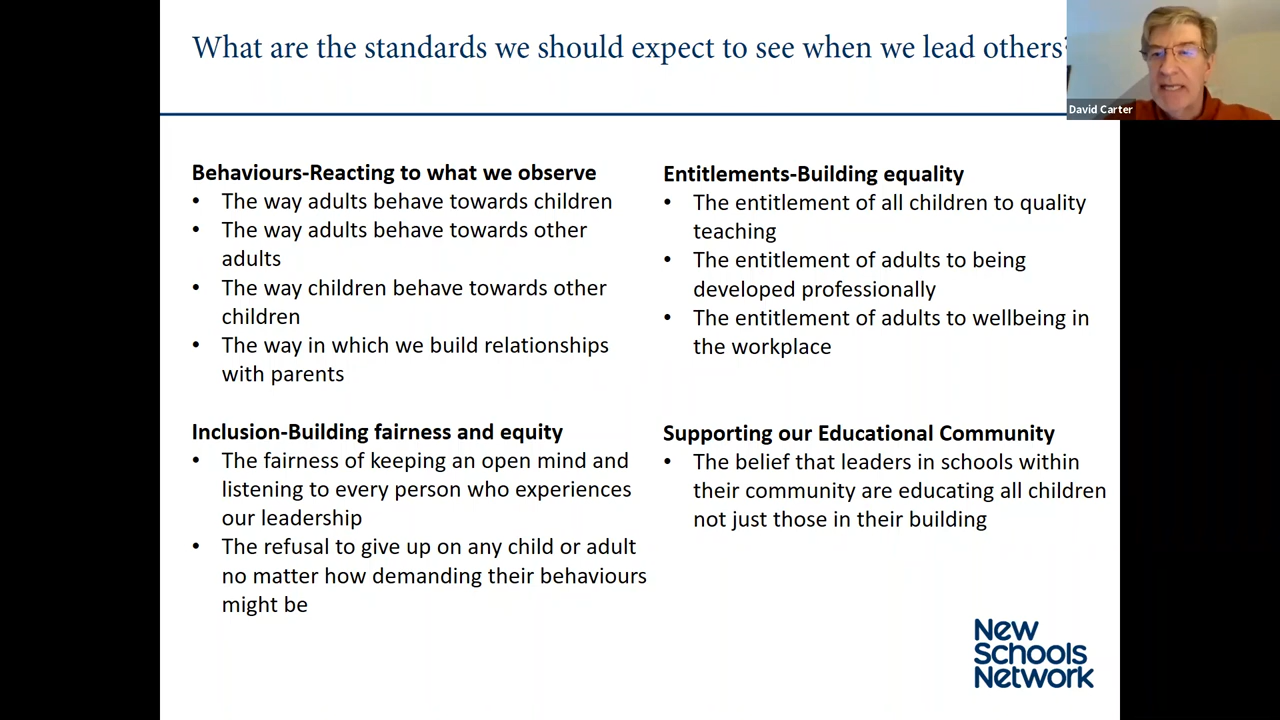 What are the standards we should expect to see when we lead others?
David Carter
Behaviours-Reacting to what we observe
• The way adults behave towards children
• The way adults behave towards other
adults
• The way children behave towards other
children
• The way in which we build relationships
with parents
Entitlements-Building equality
• The entitlement of all children to quality
teaching
• The entitlement of adults to being
developed professionally
• The entitlement of adults to wellbeing in
the workplace
Inclusion-Building fairness and equity
• The fairness of keeping an open mind and
listening to every person who experiences
our leadership
• The refusal to give up on any child or adult
no matter how demanding their behaviours
might be
Supporting our Educational Community
• The belief that leaders in schools within
their community are educating all children
not just those in their building
New
Schools
Network